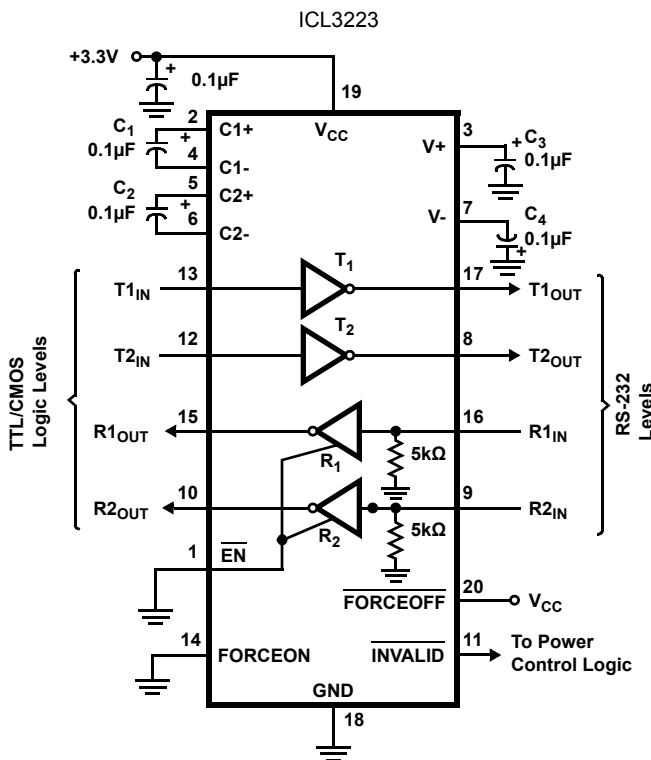 ICL3223
+3.3V
+
0.1µF
19
2
C1
0.1µF
+
4
C1+
C1-
VCC
V+
3
+
C3
0.1µF
C2
0.1µF
5
+
6
C2+
C2-
V-
7
C4
0.1µF
+
T1IN
13
T1
17
T1OUT
T2IN
12
T2
8
T2OUT
TTL/CMOS
Logic Levels
RS-232
Levels
R1OUT
15
R1
16
R1IN
5kΩ
R2OUT
10
R2
9
R2IN
5kΩ
1
EN
FORCEOFF
20
VCC
14
FORCEON
INVALID
11
To Power
Control Logic
GND
18